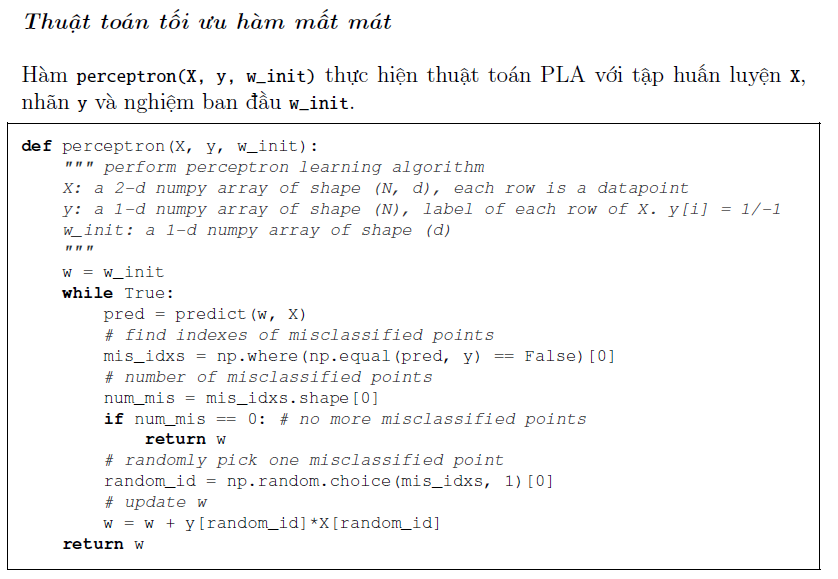 Thuật toán tối ưu hàm mất mát
Hàm perceptron(X, y, w_init) thực hiện thuật toán PLA với tập huấn luyện X,
nhãn y và nghiệm ban đầu w_init.
def perceptron(X, y, w_init):
    """ perform perceptron learning algorithm
    X: a 2-d numpy array of shape (N, d), each row is a datapoint
    y: a 1-d numpy array of shape (N), label of each row of X. y[i] = 1/-1
    w_init: a 1-d numpy array of shape (d)
    """
    w = w_init
    while True:
        pred = predict(w, X)
        # find indexes of misclassified points
        mis_idxs = np.where(np.equal(pred, y) == False)[0]
        # number of misclassified points
        num_mis = mis_idxs.shape[0]
        if num_mis == 0: # no more misclassified points
            return w
        # randomly pick one misclassified point
        random_id = np.random.choice(mis_idxs, 1)[0]
        # update w
        w = w + y[random_id]*X[random_id]
    return w